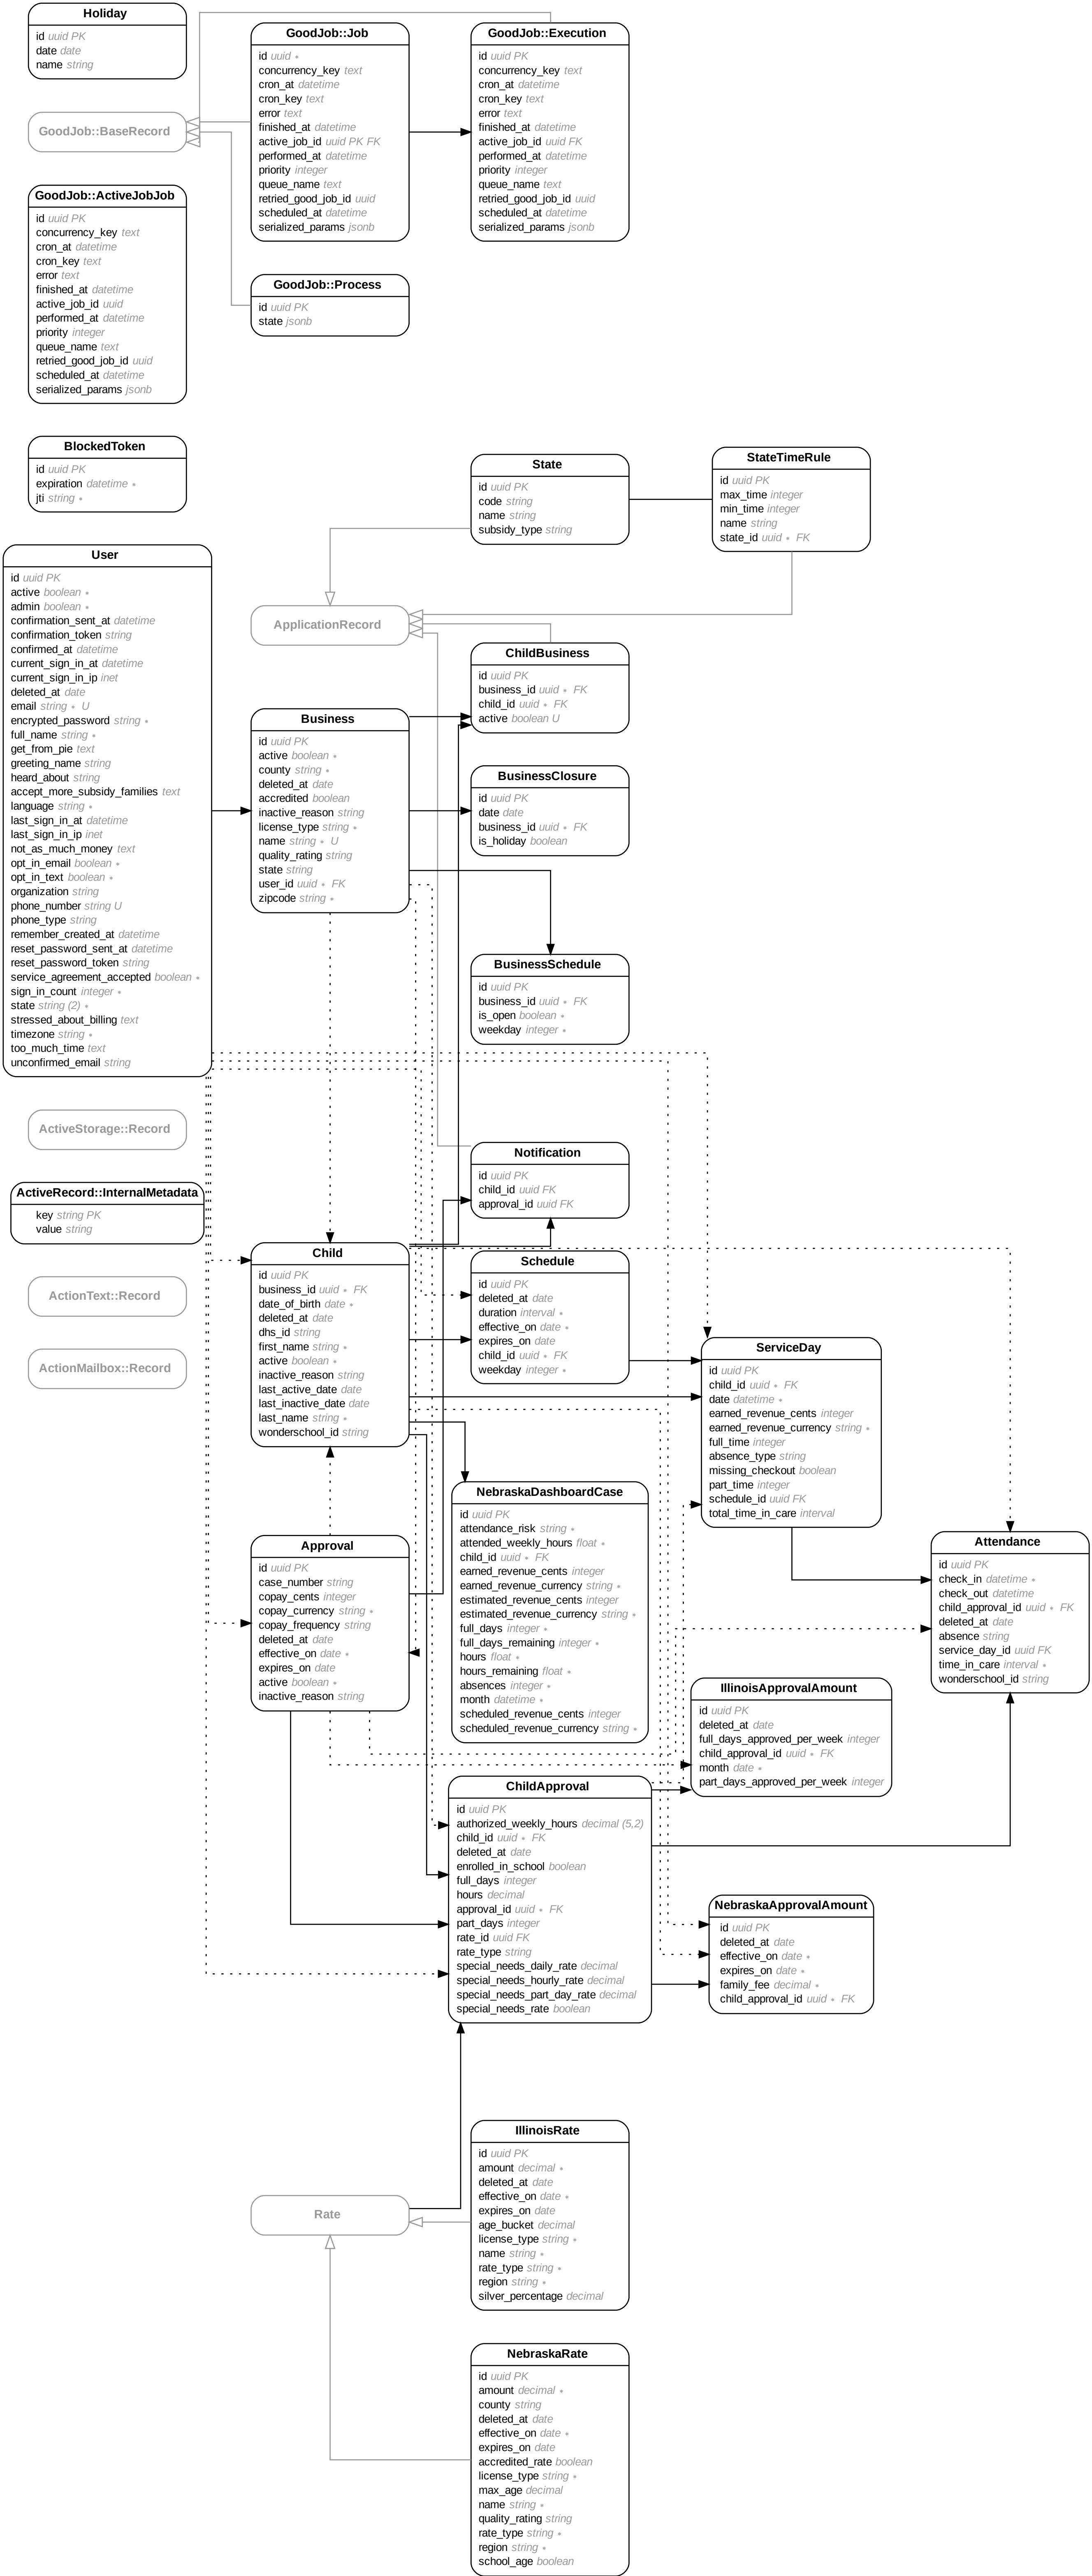 Holiday
id uuid PK
date date
name string
GoodJob::BaseRecord
GoodJob::ActiveJobJob
id uuid PK
concurrency_key text
cron_at datetime
cron_key text
error text
finished_at datetime
active_job_id uuid
performed_at datetime
priority integer
queue_name text
retried_good_job_id uuid
scheduled_at datetime
serialized_params jsonb
GoodJob::Job
id uuid ∗
concurrency_key text
cron_at datetime
cron_key text
error text
finished_at datetime
active_job_id uuid PK FK
performed_at datetime
priority integer
queue_name text
retried_good_job_id uuid
scheduled_at datetime
serialized_params jsonb
GoodJob::Execution
id uuid PK
concurrency_key text
cron_at datetime
cron_key text
error text
finished_at datetime
active_job_id uuid FK
performed_at datetime
priority integer
queue_name text
retried_good_job_id uuid
scheduled_at datetime
serialized_params jsonb
GoodJob::Process
id uuid PK
state jsonb
BlockedToken
id uuid PK
expiration datetime ∗
jti string ∗
State
id uuid PK
code string
name string
subsidy_type string
StateTimeRule
id uuid PK
max_time integer
min_time integer
name string
state_id uuid ∗ FK
User
id uuid PK
active boolean ∗
admin boolean ∗
confirmation_sent_at datetime
confirmation_token string
confirmed_at datetime
current_sign_in_at datetime
current_sign_in_ip inet
deleted_at date
email string ∗ U
encrypted_password string ∗
full_name string ∗
get_from_pie text
greeting_name string
heard_about string
accept_more_subsidy_families text
language string ∗
last_sign_in_at datetime
last_sign_in_ip inet
not_as_much_money text
opt_in_email boolean ∗
opt_in_text boolean ∗
organization string
phone_number string U
phone_type string
remember_created_at datetime
reset_password_sent_at datetime
reset_password_token string
service_agreement_accepted boolean ∗
sign_in_count integer ∗
state string (2) ∗
stressed_about_billing text
timezone string ∗
too_much_time text
unconfirmed_email string
ApplicationRecord
ChildBusiness
id uuid PK
business_id uuid ∗ FK
child_id uuid ∗ FK
active boolean U
Business
id uuid PK
active boolean ∗
county string ∗
deleted_at date
accredited boolean
inactive_reason string
license_type string ∗
name string ∗ U
quality_rating string
state string
user_id uuid ∗ FK
zipcode string ∗
BusinessClosure
id uuid PK
date date
business_id uuid ∗ FK
is_holiday boolean
BusinessSchedule
id uuid PK
business_id uuid ∗ FK
is_open boolean ∗
weekday integer ∗
ActiveStorage::Record
ActiveRecord::InternalMetadata
key string PK
value string
ActionText::Record
ActionMailbox::Record
Notification
id uuid PK
child_id uuid FK
approval_id uuid FK
Child
id uuid PK
business_id uuid ∗ FK
date_of_birth date ∗
deleted_at date
dhs_id string
first_name string ∗
active boolean ∗
inactive_reason string
last_active_date date
last_inactive_date date
last_name string ∗
wonderschool_id string
Schedule
id uuid PK
deleted_at date
duration interval ∗
effective_on date ∗
expires_on date
child_id uuid ∗ FK
weekday integer ∗
ServiceDay
id uuid PK
child_id uuid ∗ FK
date datetime ∗
earned_revenue_cents integer
earned_revenue_currency string ∗
full_time integer
absence_type string
missing_checkout boolean
part_time integer
schedule_id uuid FK
total_time_in_care interval
NebraskaDashboardCase
id uuid PK
attendance_risk string ∗
attended_weekly_hours float ∗
child_id uuid ∗ FK
earned_revenue_cents integer
earned_revenue_currency string ∗
estimated_revenue_cents integer
estimated_revenue_currency string ∗
full_days integer ∗
full_days_remaining integer ∗
hours float ∗
hours_remaining float ∗
absences integer ∗
month datetime ∗
scheduled_revenue_cents integer
scheduled_revenue_currency string ∗
Approval
id uuid PK
case_number string
copay_cents integer
copay_currency string ∗
copay_frequency string
deleted_at date
effective_on date ∗
expires_on date
active boolean ∗
inactive_reason string
Attendance
id uuid PK
check_in datetime ∗
check_out datetime
child_approval_id uuid ∗ FK
deleted_at date
absence string
service_day_id uuid FK
time_in_care interval ∗
wonderschool_id string
IllinoisApprovalAmount
id uuid PK
deleted_at date
full_days_approved_per_week integer
child_approval_id uuid ∗ FK
month date ∗
part_days_approved_per_week integer
ChildApproval
id uuid PK
authorized_weekly_hours decimal (5,2)
child_id uuid ∗ FK
deleted_at date
enrolled_in_school boolean
full_days integer
hours decimal
approval_id uuid ∗ FK
part_days integer
rate_id uuid FK
rate_type string
special_needs_daily_rate decimal
special_needs_hourly_rate decimal
special_needs_part_day_rate decimal
special_needs_rate boolean
NebraskaApprovalAmount
id uuid PK
deleted_at date
effective_on date ∗
expires_on date ∗
family_fee decimal ∗
child_approval_id uuid ∗ FK
Rate
IllinoisRate
id uuid PK
amount decimal ∗
deleted_at date
effective_on date ∗
expires_on date
age_bucket decimal
license_type string ∗
name string ∗
rate_type string ∗
region string ∗
silver_percentage decimal
NebraskaRate
id uuid PK
amount decimal ∗
county string
deleted_at date
effective_on date ∗
expires_on date
accredited_rate boolean
license_type string ∗
max_age decimal
name string ∗
quality_rating string
rate_type string ∗
region string ∗
school_age boolean